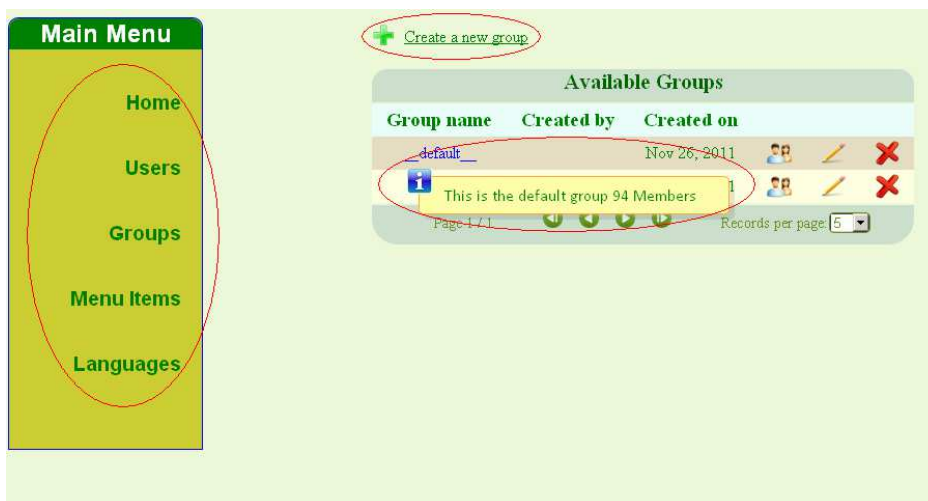 Main Menu
Home
Users
Groups
Menu Items
Languages
Create a new group
Available Groups
Group name Created by Created on
__default__ Nov 26, 2011
This is the default group 94 Members
Page 1 / 1 Records per page: 5